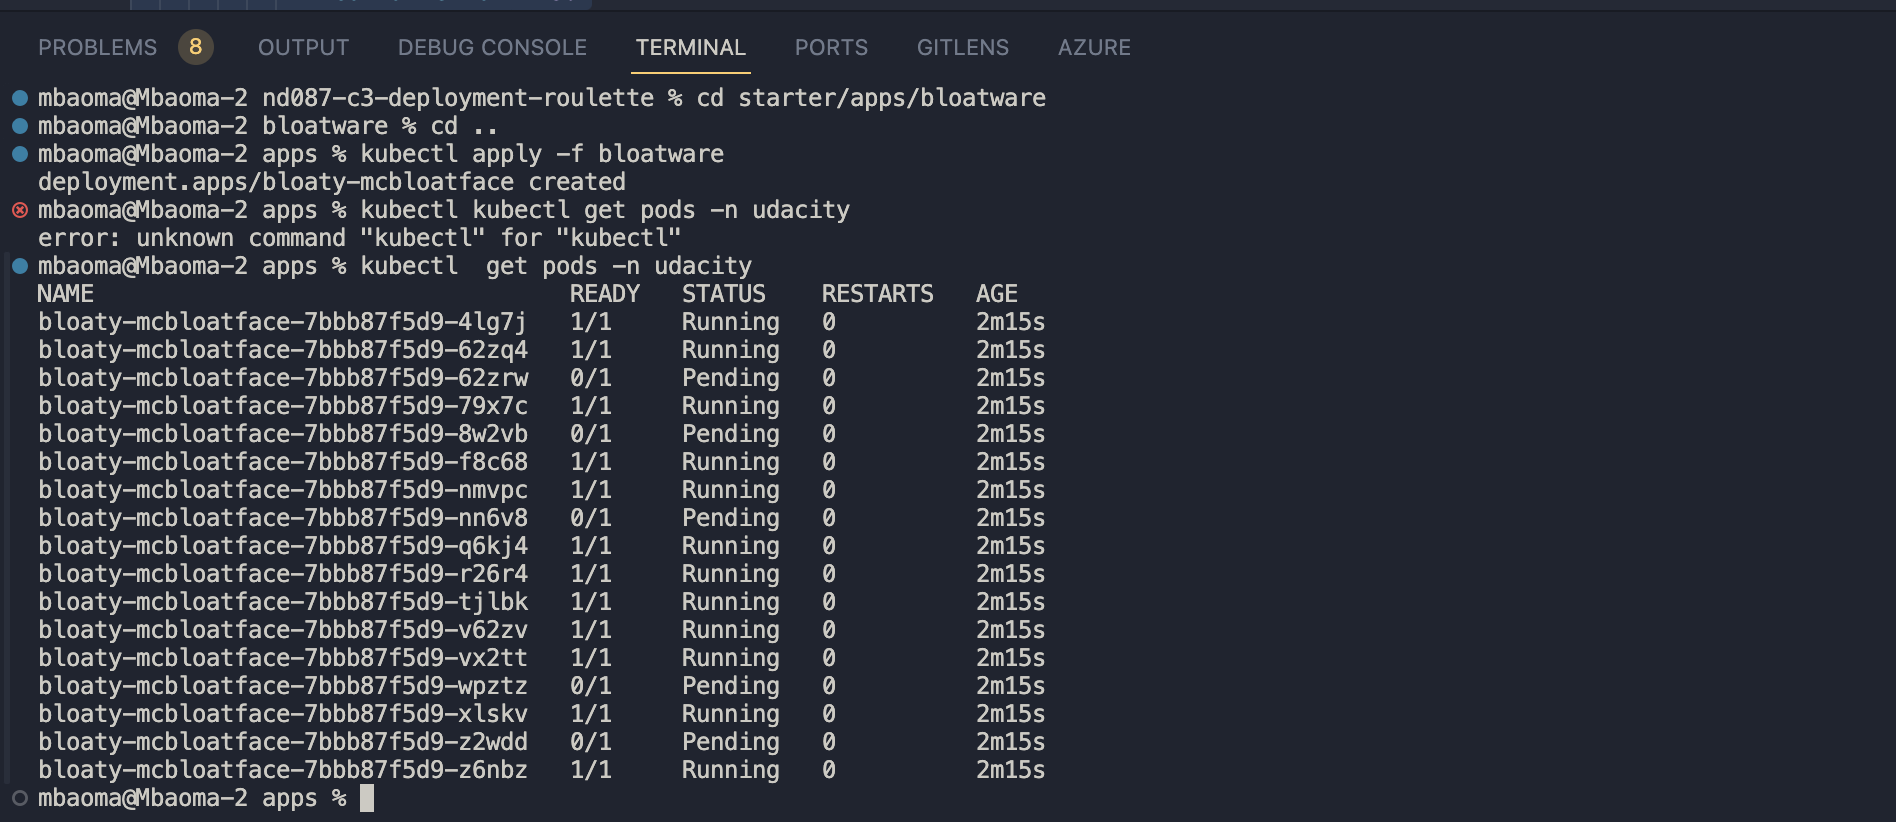 PROBLEMS 8 OUTPUT DEBUG CONSOLE TERMINAL PORTS GITLENS AZURE
mbaoma@Mbaoma-2 nd087-c3-deployment-roulette % cd starter/apps/bloatware
mbaoma@Mbaoma-2 bloatware % cd ..
mbaoma@Mbaoma-2 apps % kubectl apply -f bloatware
deployment.apps/bloaty-mcbloatface created
mbaoma@Mbaoma-2 apps % kubectl kubectl get pods -n udacity
error: unknown command "kubectl" for "kubectl"
mbaoma@Mbaoma-2 apps % kubectl  get pods -n udacity
NAME READY STATUS RESTARTS AGE
bloaty-mcbloatface-7bbb87f5d9-4lg7j 1/1 Running 0 2m15s
bloaty-mcbloatface-7bbb87f5d9-62zq4 1/1 Running 0 2m15s
bloaty-mcbloatface-7bbb87f5d9-62zrw 0/1 Pending 0 2m15s
bloaty-mcbloatface-7bbb87f5d9-79x7c 1/1 Running 0 2m15s
bloaty-mcbloatface-7bbb87f5d9-8w2vb 0/1 Pending 0 2m15s
bloaty-mcbloatface-7bbb87f5d9-f8c68 1/1 Running 0 2m15s
bloaty-mcbloatface-7bbb87f5d9-nmvpc 1/1 Running 0 2m15s
bloaty-mcbloatface-7bbb87f5d9-nn6v8 0/1 Pending 0 2m15s
bloaty-mcbloatface-7bbb87f5d9-q6kj4 1/1 Running 0 2m15s
bloaty-mcbloatface-7bbb87f5d9-r26r4 1/1 Running 0 2m15s
bloaty-mcbloatface-7bbb87f5d9-tjlbk 1/1 Running 0 2m15s
bloaty-mcbloatface-7bbb87f5d9-v62zv 1/1 Running 0 2m15s
bloaty-mcbloatface-7bbb87f5d9-vx2tt 1/1 Running 0 2m15s
bloaty-mcbloatface-7bbb87f5d9-wpztz 0/1 Pending 0 2m15s
bloaty-mcbloatface-7bbb87f5d9-xlskv 1/1 Running 0 2m15s
bloaty-mcbloatface-7bbb87f5d9-z2wdd 0/1 Pending 0 2m15s
bloaty-mcbloatface-7bbb87f5d9-z6nbz 1/1 Running 0 2m15s
mbaoma@Mbaoma-2 apps %